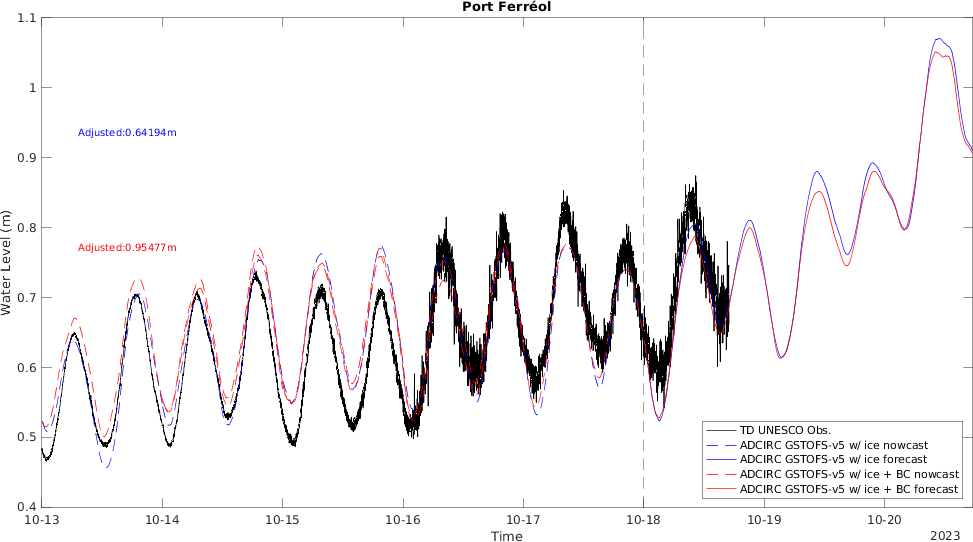 Port Ferréol
1.1
1
0.9
0.8
0.7
0.6
0.5
0.4
Water Level (m)
Adjusted:0.64194m
Adjusted:0.95477m
TD UNESCO Obs.
ADCIRC GSTOFS-v5 w/ ice nowcast
ADCIRC GSTOFS-v5 w/ ice forecast
ADCIRC GSTOFS-v5 w/ ice + BC nowcast
ADCIRC GSTOFS-v5 w/ ice + BC forecast
10-13 10-14 10-15 10-16 10-17 10-18 10-19 10-20
Time
2023